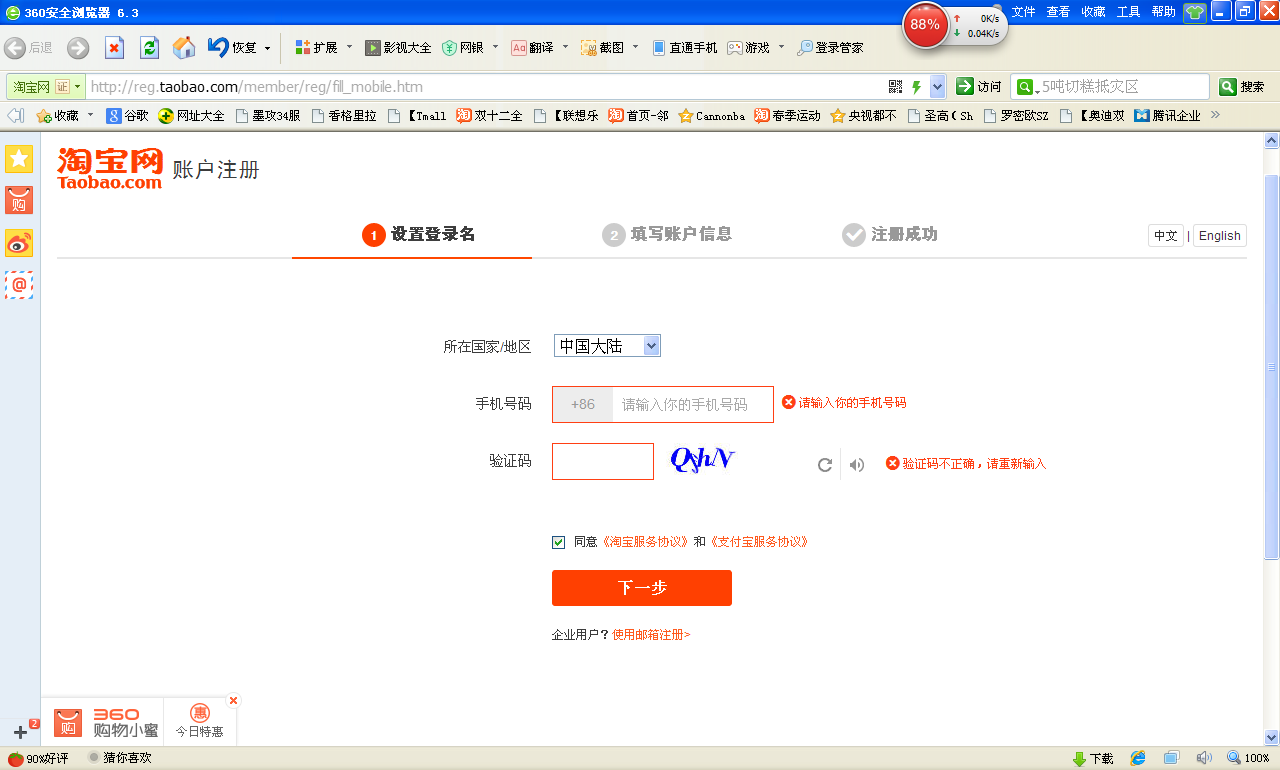 360安全浏览器 6.3
88%
0K/s
0.04K/s
文件 查看 收藏 工具 帮助
后退 恢复 扩展 影视大全 网银 翻译 截图 直通手机 游戏 登录管家
淘宝网 证 http://reg.taobao.com/member/reg/fill_mobile.htm 访问 5吨切糕抵灾区 搜索
收藏 谷歌 网址大全 墨攻34服 香格里拉 【Tmall 双十二全 【联想乐 首页-邻 Cannonba 春季运动 央视都不 圣高（Sh 罗密欧SZ 【奥迪双 腾讯企业
淘宝网
Taobao.com
账户注册
1 设置登录名
2 填写账户信息
注册成功
中文 | English
所在国家/地区 中国大陆
手机号码 +86 请输入你的手机号码 请输入你的手机号码
验证码 验证码不正确，请重新输入
同意《淘宝服务协议》和《支付宝服务协议》
下一步
企业用户？使用邮箱注册>
购
360
购物小蜜
惠
今日特惠
2
90%好评 猜你喜欢 下载 100%